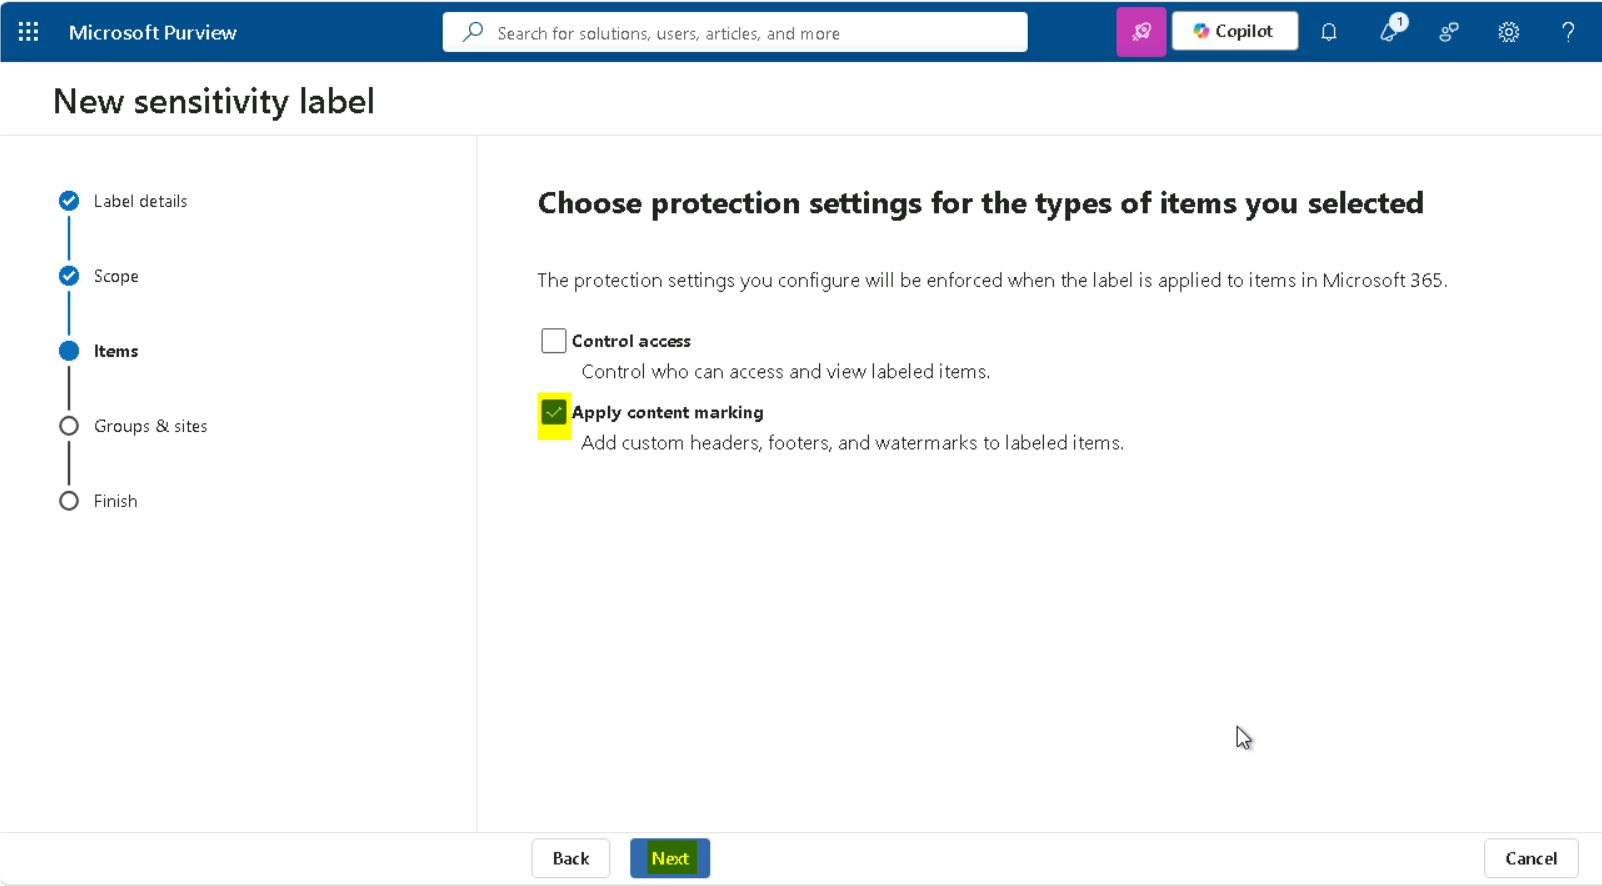 Microsoft Purview
Search for solutions, users, articles, and more
Copilot
1
?
New sensitivity label
Label details
Scope
Items
Groups & sites
Finish
Choose protection settings for the types of items you selected
The protection settings you configure will be enforced when the label is applied to items in Microsoft 365.
Control access
Control who can access and view labeled items.
Apply content marking
Add custom headers, footers, and watermarks to labeled items.
Back
Next
Cancel